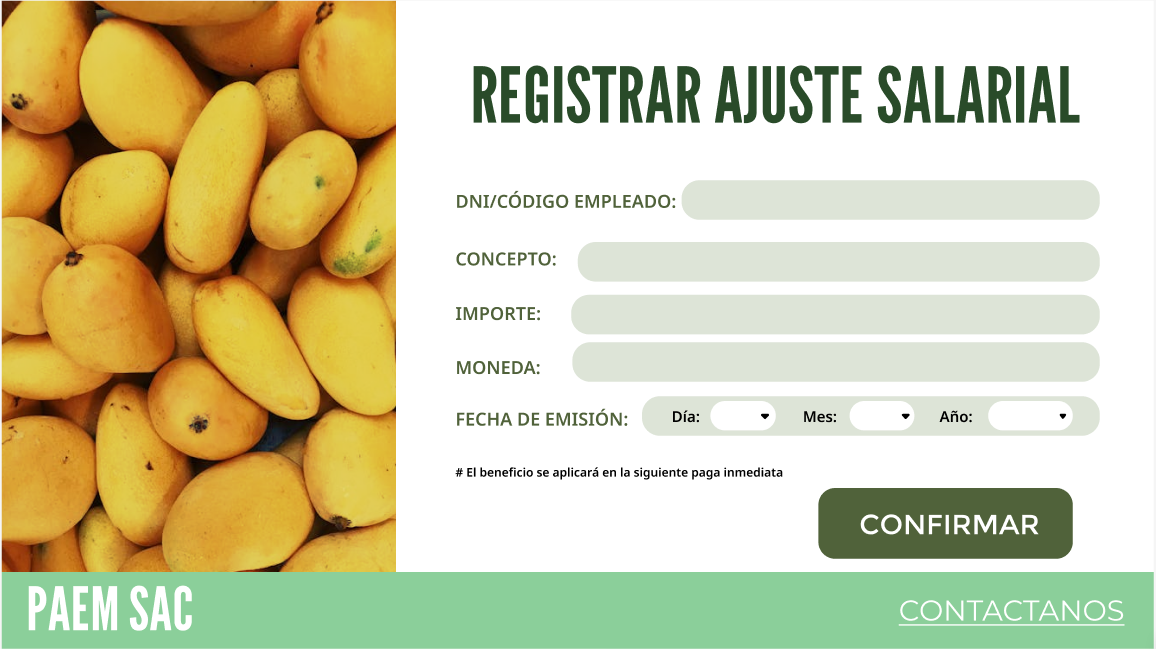 REGISTRAR AJUSTE SALARIAL
DNI/CÓDIGO EMPLEADO:
CONCEPTO:
IMPORTE:
MONEDA:
FECHA DE EMISIÓN: Día: Mes: Año:
# El beneficio se aplicará en la siguiente paga inmediata
CONFIRMAR
PAEM SAC CONTACTANOS